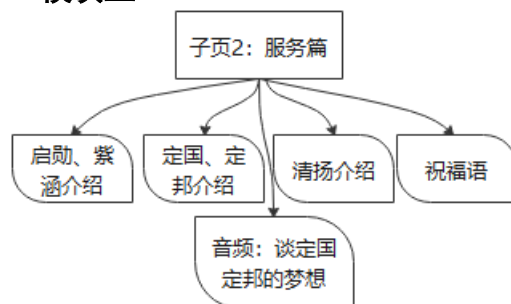 子页2：服务篇
启勋、紫
涵介绍
定国、定
邦介绍
清扬介绍
祝福语
音频：谈定国
定邦的梦想